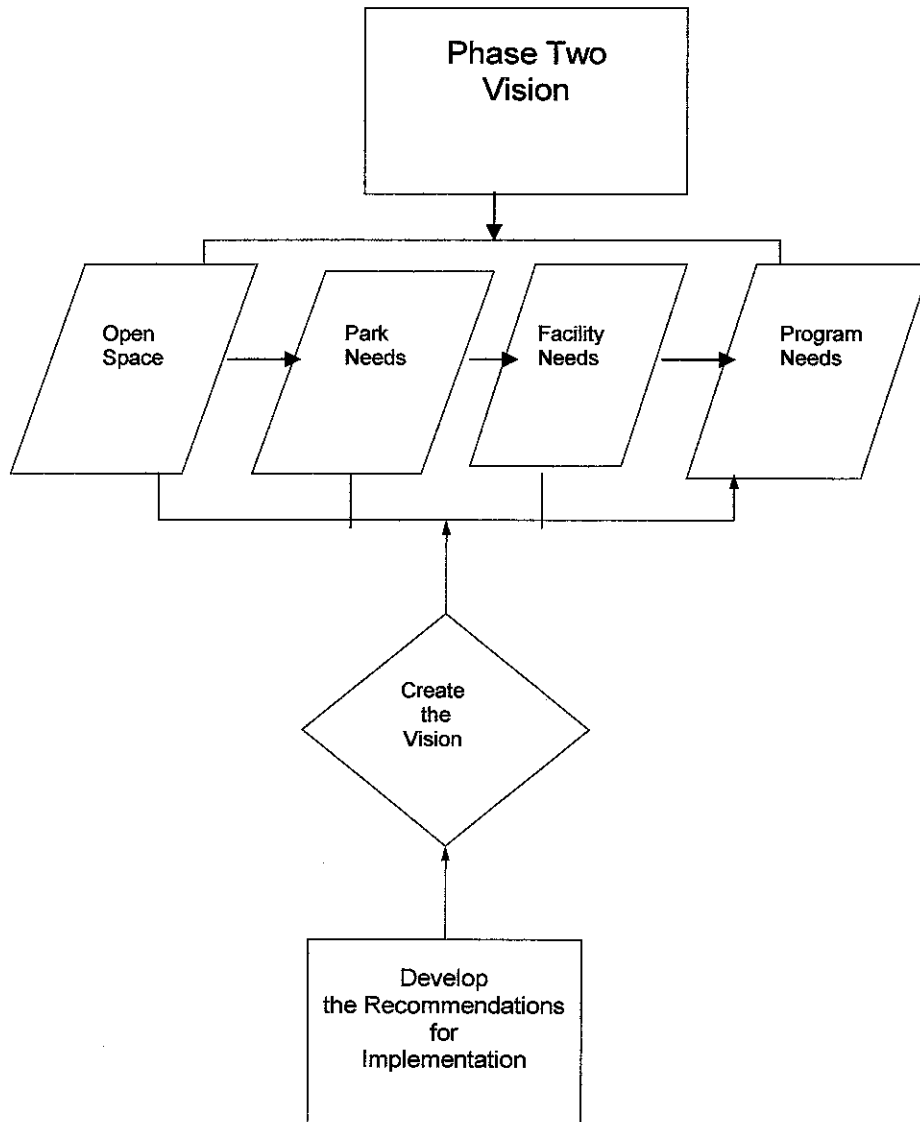 Phase Two
Vision
Open
Space
Park
Needs
Facility
Needs
Program
Needs
Create
the
Vision
Develop
the Recommendations
for
Implementation